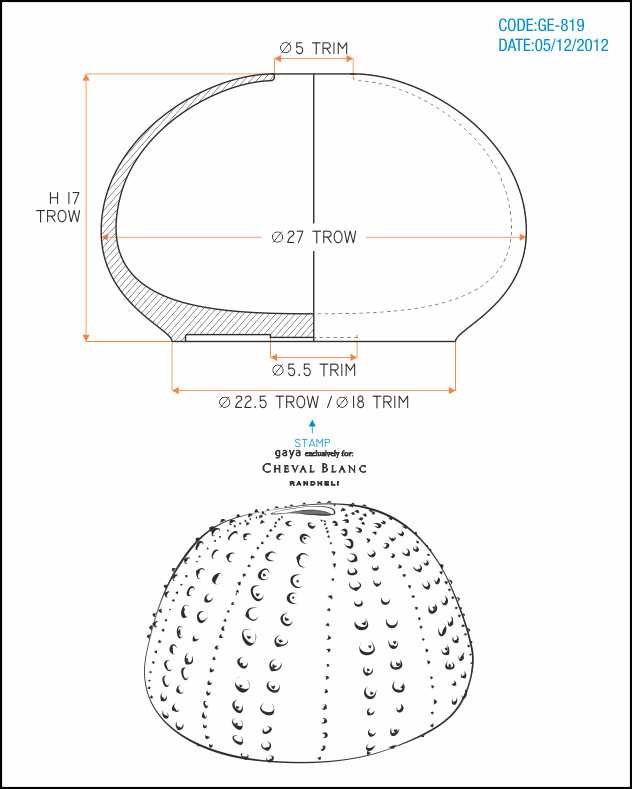 CODE:GE-819
DATE:05/12/2012
Ø5 TRIM
H 17
TROW
Ø27 TROW
Ø5.5 TRIM
Ø22.5 TROW / Ø18 TRIM
STAMP
gaya exclusively for:
CHEVAL BLANC
RANDHELI